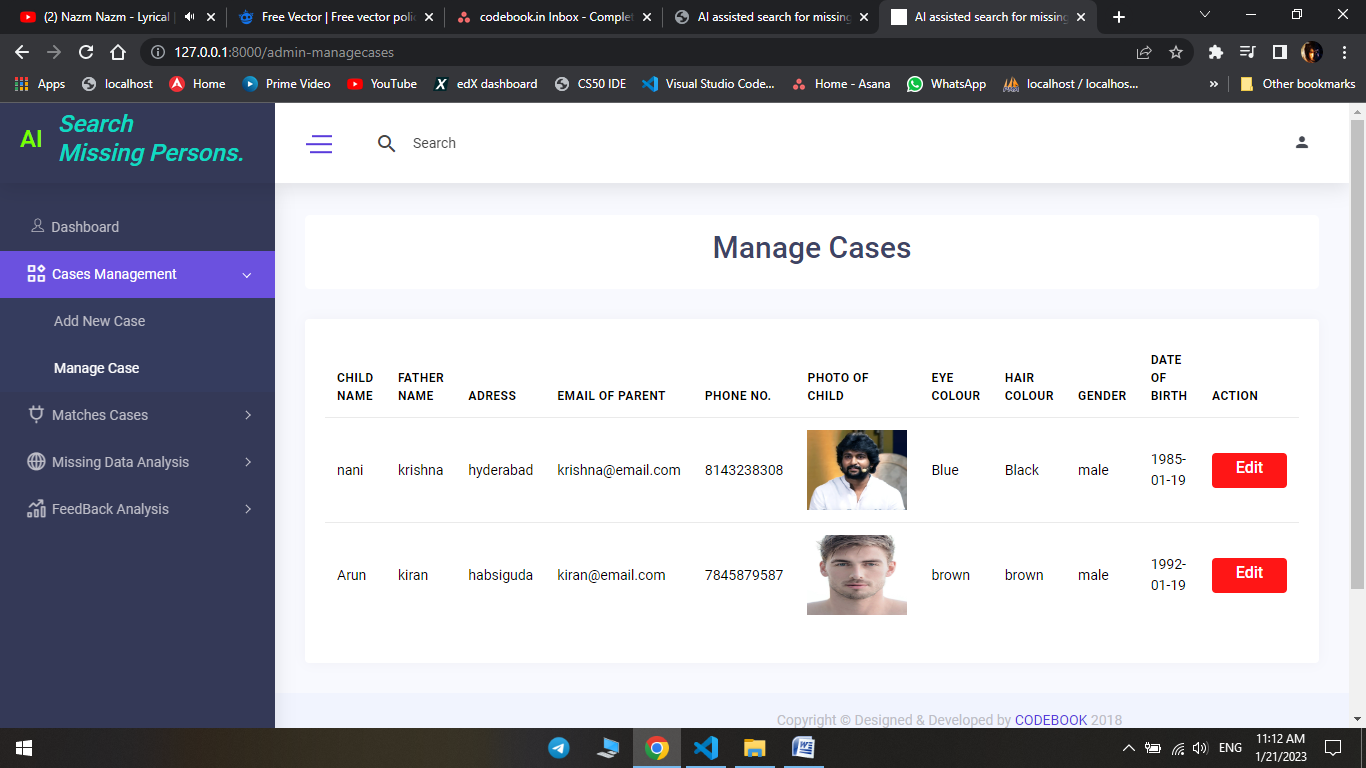 (2) Nazm Nazm - Lyrical
Free Vector | Free vector poli
codebook.in Inbox - Complet
AI assisted search for missing
AI assisted search for missing
127.0.0.1:8000/admin-managecases
Apps
localhost
Home
Prime Video
YouTube
edX dashboard
CS50 IDE
Visual Studio Code...
Home - Asana
WhatsApp
localhost / localhos...
»
Other bookmarks
AI
Search
Missing Persons.
Search
Dashboard
Cases Management
Add New Case
Manage Case
Matches Cases
Missing Data Analysis
FeedBack Analysis
Manage Cases
CHILD NAME FATHER NAME ADRESS EMAIL OF PARENT PHONE NO. PHOTO OF CHILD EYE COLOUR HAIR COLOUR GENDER DATE OF BIRTH ACTION
nani krishna hyderabad krishna@email.com 8143238308 Blue Black male 1985-01-19 Edit
Arun kiran habsiguda kiran@email.com 7845879587 brown brown male 1992-01-19 Edit
Copyright © Designed & Developed by CODEBOOK 2018
ENG
11:12 AM
1/21/2023